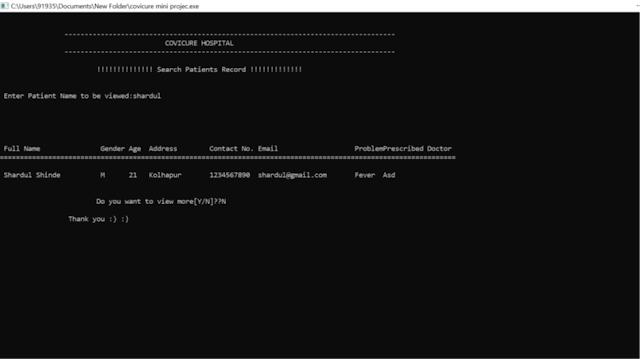 C:\Users\91935\Documents\New Folder\covicure mini projec.exe
--------------------------------------------------------------------------------
COVICURE HOSPITAL
--------------------------------------------------------------------------------
!!!!!!!!!!!!!! Search Patients Record !!!!!!!!!!!!!
Enter Patient Name to be viewed:shardul
Full Name Gender Age Address Contact No. Email ProblemPrescribed Doctor
================================================================================================================
Shardul Shinde M 21 Kolhapur 1234567890 shardul@gmail.com Fever Asd
Do you want to view more[Y/N]??N
Thank you :) :)